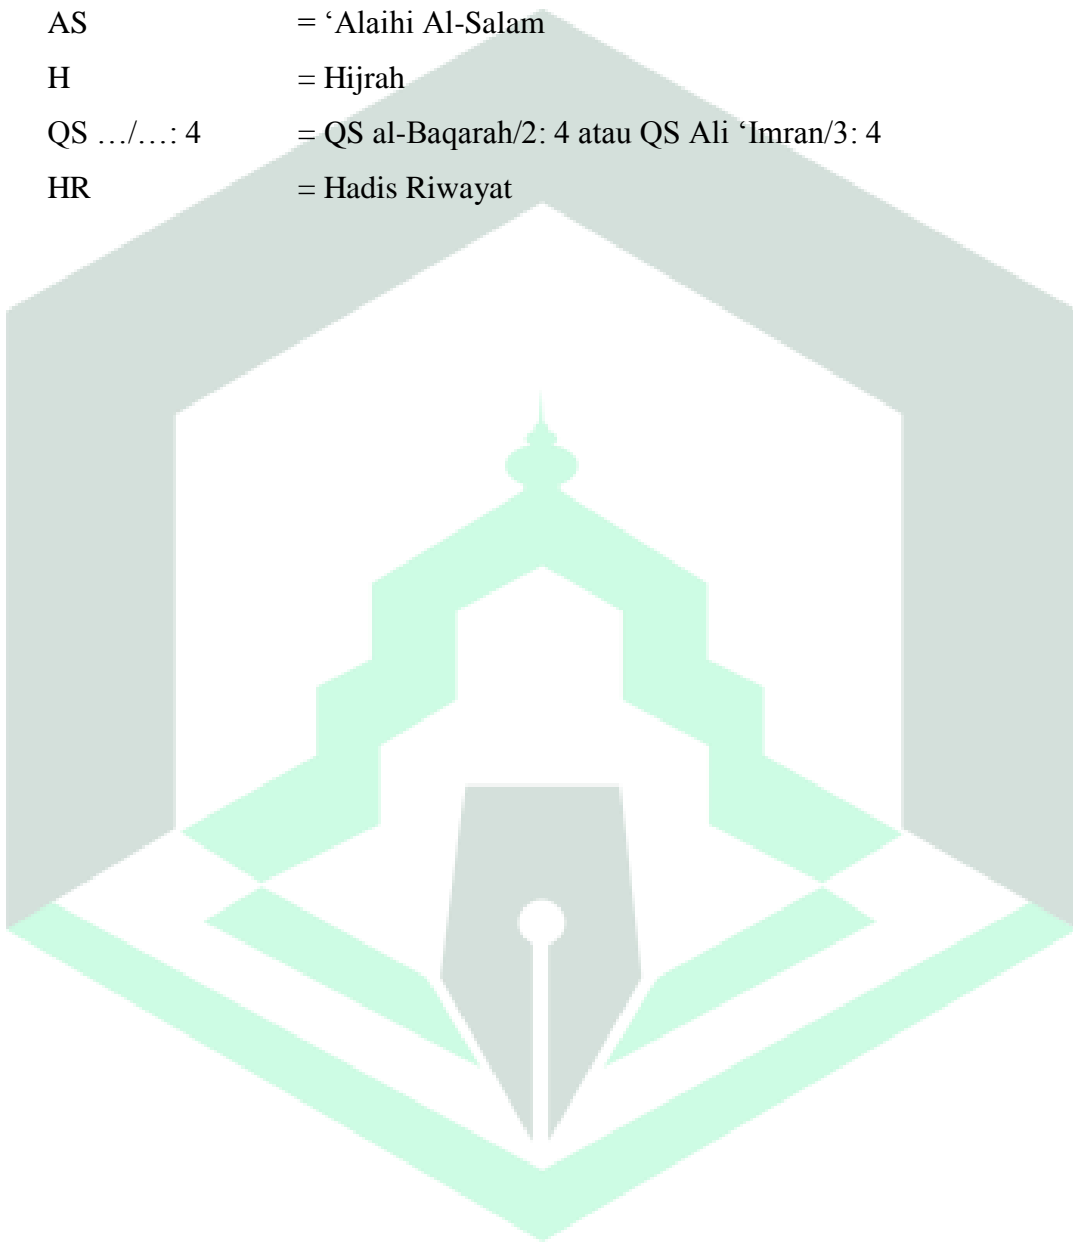 AS = ‘Alaihi Al-Salam
H = Hijrah
QS …/…: 4 = QS al-Baqarah/2: 4 atau QS Ali ‘Imran/3: 4
HR = Hadis Riwayat